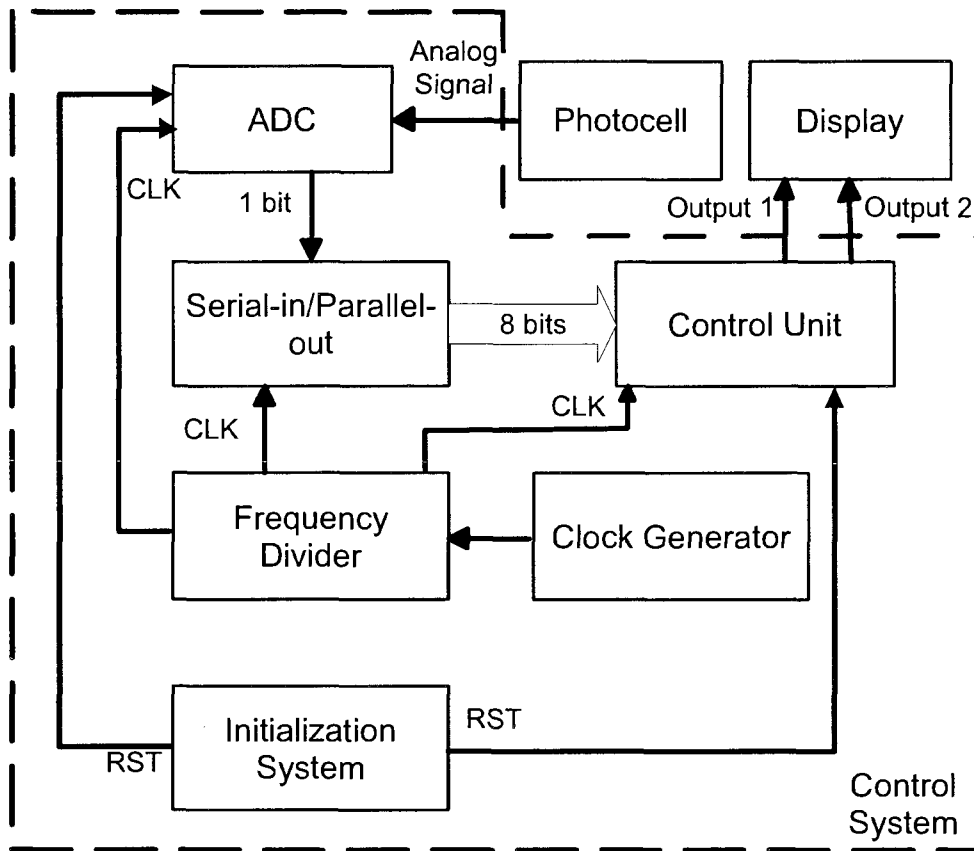 Analog
Signal
ADC
Photocell
Display
CLK
1 bit
Output 1
Output 2
Serial-in/Parallel-
out
8 bits
Control Unit
CLK
CLK
Frequency
Divider
Clock Generator
Initialization
System
RST
RST
Control
System